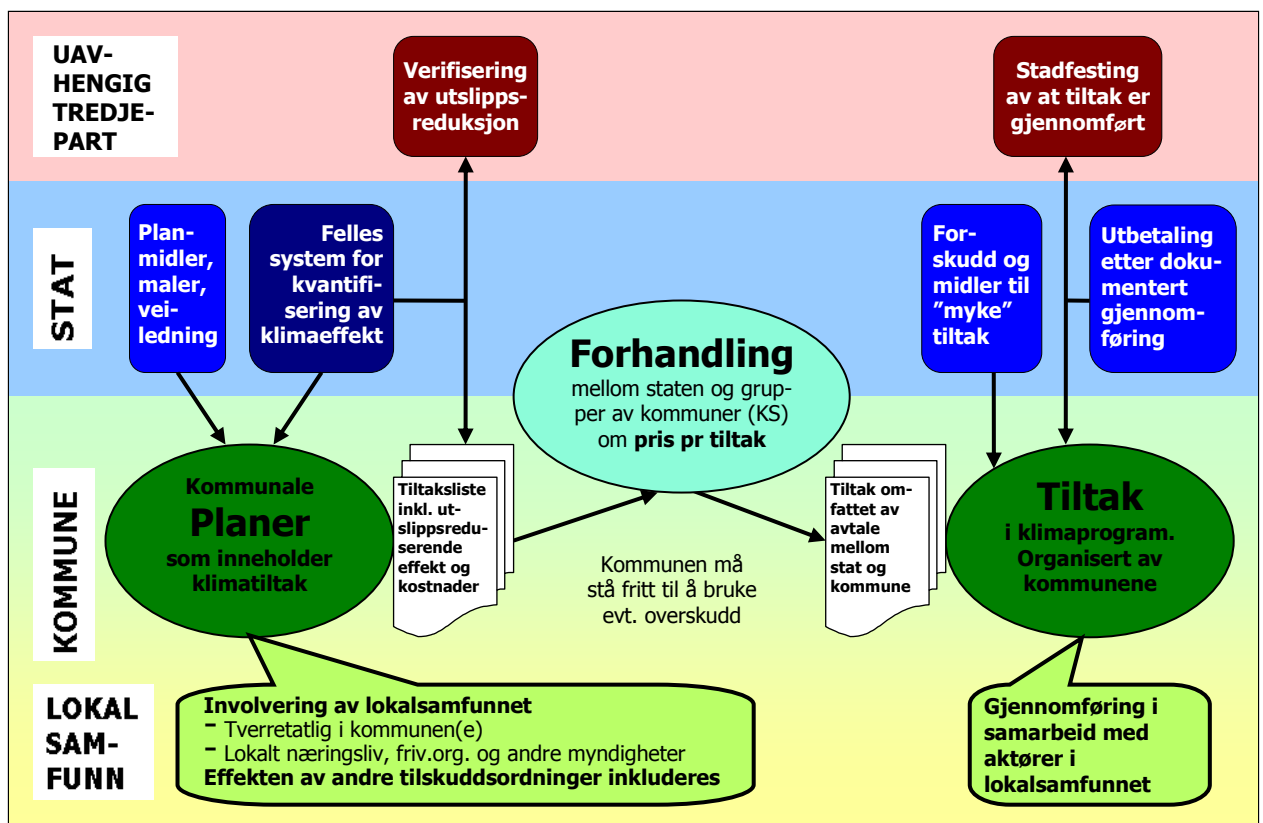 UAV-
HENGIG
TREDJE-
PART
Verifisering
av utslipps-
reduksjon
Stadfesting
av at tiltak er
gjennomført
STAT
Plan-
midler,
maler,
vei-
ledning
Felles
system for
kvantifi-
sering av
klimaeffekt
For-
skudd og
midler til
”myke”
tiltak
Utbetaling
etter doku-
mentert
gjennom-
føring
Forhandling
mellom staten og grup-
per av kommuner (KS)
om pris pr tiltak
KOMMUNE
Kommunale
Planer
som inneholder
klimatiltak
Tiltaksliste
inkl. ut-
slippsredu-
serende
effekt og
kostnader
Kommunen må
stå fritt til å bruke
evt. overskudd
Tiltak om-
fattet av
avtale
mellom
stat og
kommune
Tiltak
i klimaprogram.
Organisert av
kommunene
LOKAL
SAM-
FUNN
Involvering av lokalsamfunnet
- Tverretatlig i kommunen(e)
- Lokalt næringsliv, friv.org. og andre myndigheter
Effekten av andre tilskuddsordninger inkluderes
Gjennomføring i
samarbeid med
aktører i
lokalsamfunnet